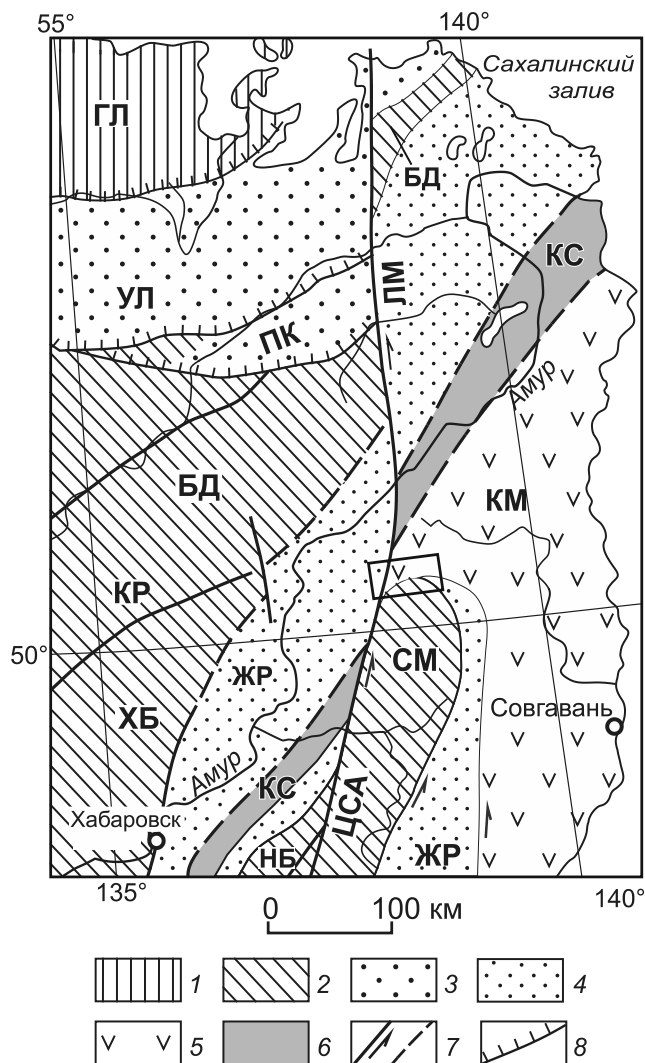 55°
140°
Сахалинский
залив
ГЛ
БД
КС
УЛ
ПК
ЛМ
Амур
БД
КМ
КР
50°
ЖР
СМ
ХБ
Совгавань
Амур
КС
Хабаровск
ЦСА
НБ
ЖР
135°
140°
0 100 км
1 2 3 4
5 6 7 8